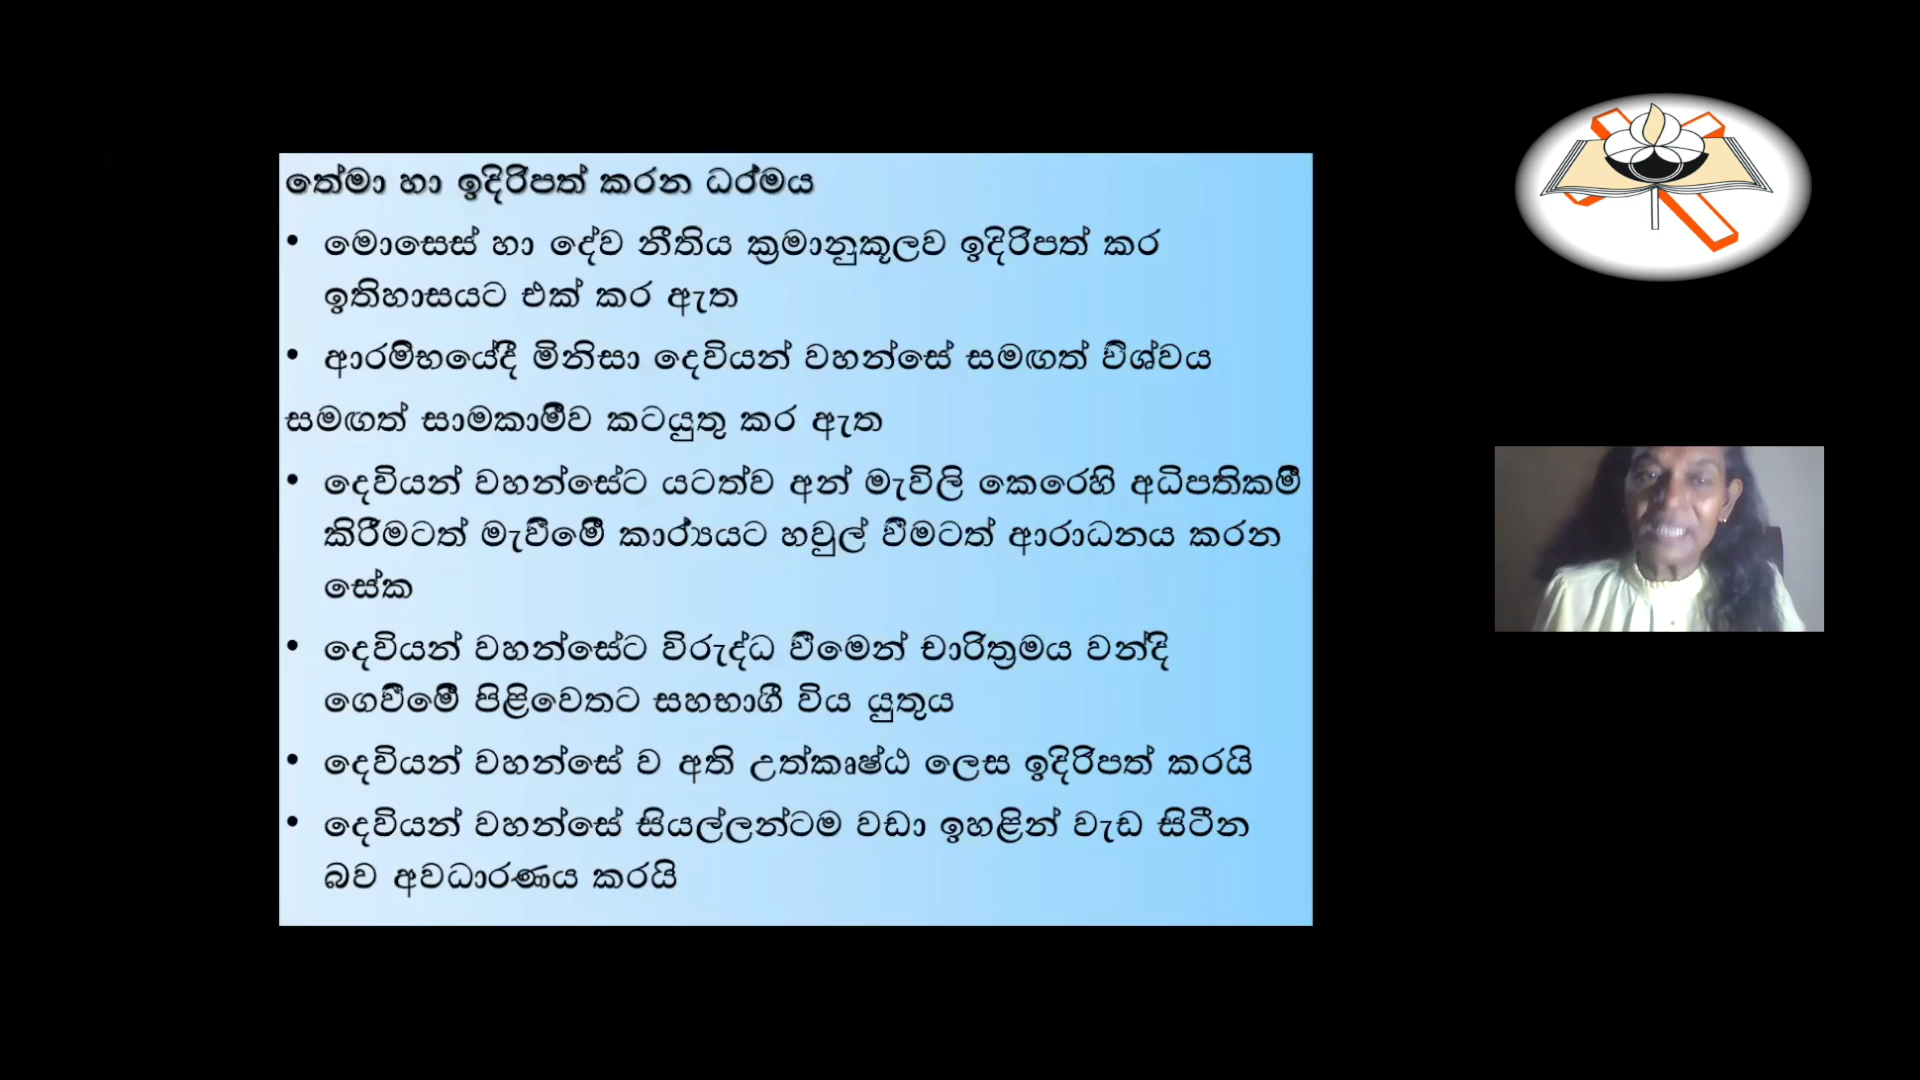 තේමා හා ඉදිරිපත් කරන ධර්මය
• මොසෙස් හා දේව නීතිය ක්‍රමානුකූලව ඉදිරිපත් කර
ඉතිහාසයට එක් කර ඇත
• ආරම්භයේදී මිනිසා දෙවියන් වහන්සේ සමඟත් විශ්වය
සමඟත් සාමකාමීව කටයුතු කර ඇත
• දෙවියන් වහන්සේට යටත්ව අන් මැවිලි කෙරෙහි අධිපතිකම්
කිරීමටත් මැවීමේ කාර්යයට හවුල් වීමටත් ආරාධනය කරන
සේක
• දෙවියන් වහන්සේට විරුද්ධ වීමෙන් චාරිත්‍රමය වන්දි
ගෙවීමේ පිළිවෙතට සහභාගී විය යුතුය
• දෙවියන් වහන්සේ ව අති උත්කෘෂ්ඨ ලෙස ඉදිරිපත් කරයි
• දෙවියන් වහන්සේ සියල්ලන්ටම වඩා ඉහළින් වැඩ සිටීන
බව අවධාරණය කරයි